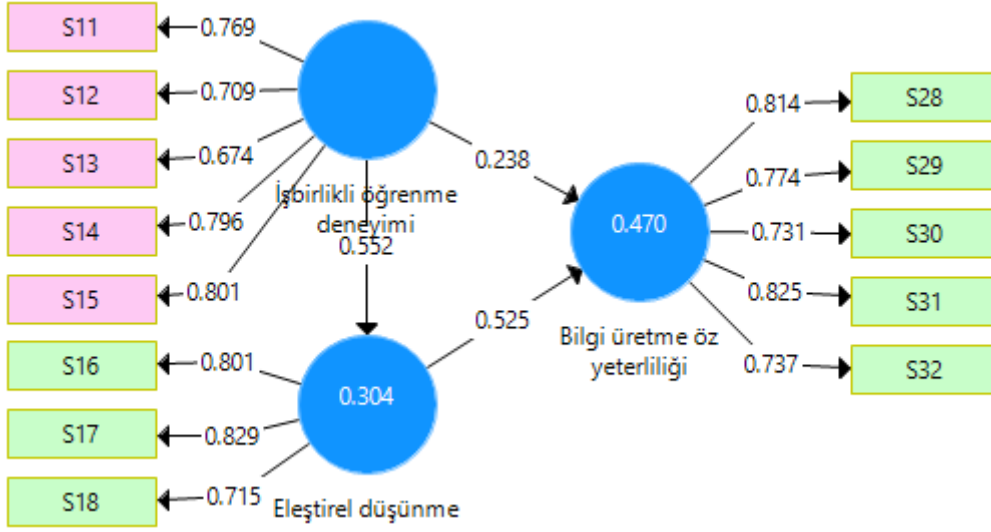 S11
0.769
S12
0.709
S13
0.674
S14
0.796
S15
0.801
İşbirlikli öğrenme
deneyimi
0.552
0.238
S16
0.801
S17
0.829
S18
0.715
0.304
Eleştirel düşünme
0.525
0.470
Bilgi üretme öz
yeterliliği
0.814
S28
0.774
S29
0.731
S30
0.825
S31
0.737
S32